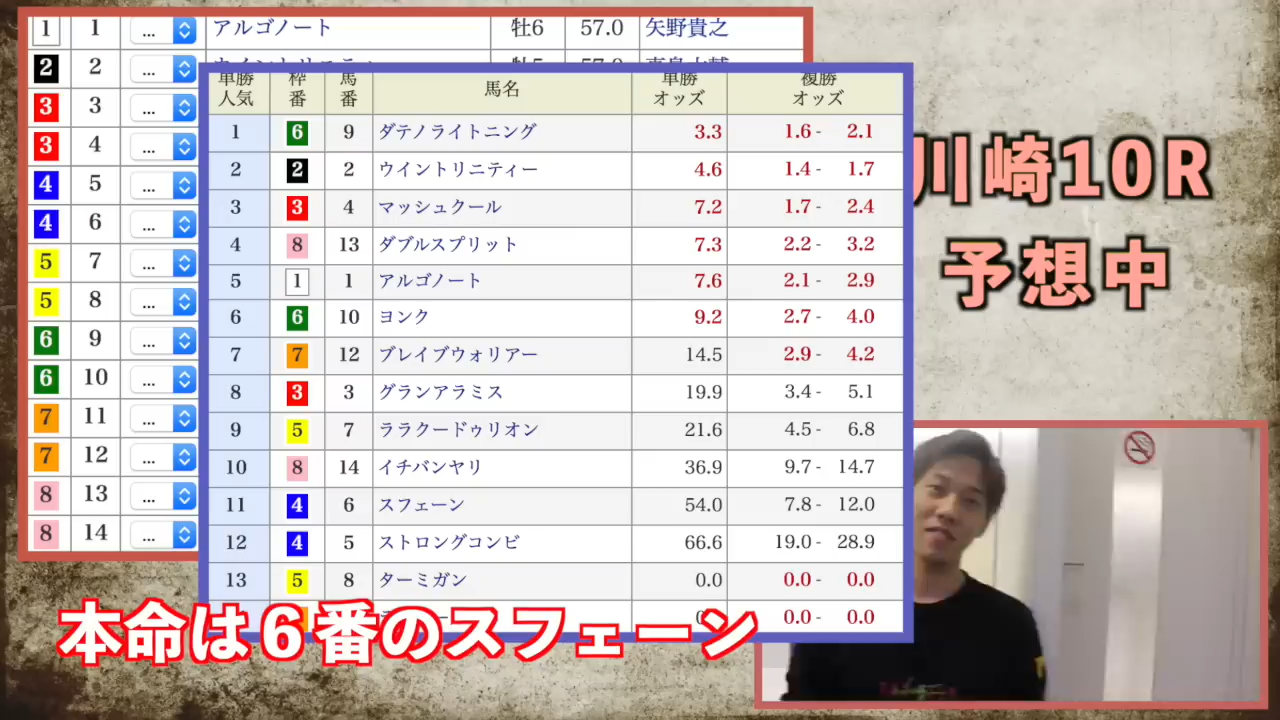 1 1 ... アルゴノート 牡6 57.0 矢野貴之
2 2 ...
3 3 ...
3 4 ...
4 5 ...
4 6 ...
5 7 ...
5 8 ...
6 9 ...
6 10 ...
7 11 ...
7 12 ...
8 13 ...
8 14 ...
単勝人気 枠番 馬番 馬名 単勝オッズ 複勝オッズ
1 6 9 ダテノライトニング 3.3 1.6 - 2.1
2 2 2 ウイントリニティー 4.6 1.4 - 1.7
3 3 4 マッシュクール 7.2 1.7 - 2.4
4 8 13 ダブルスプリット 7.3 2.2 - 3.2
5 1 1 アルゴノート 7.6 2.1 - 2.9
6 6 10 ヨンク 9.2 2.7 - 4.0
7 7 12 ブレイブウォリアー 14.5 2.9 - 4.2
8 3 3 グランアラミス 19.9 3.4 - 5.1
9 5 7 ララクードゥリオン 21.6 4.5 - 6.8
10 8 14 イチバンヤリ 36.9 9.7 - 14.7
11 4 6 スフェーン 54.0 7.8 - 12.0
12 4 5 ストロングコンビ 66.6 19.0 - 28.9
13 5 8 ターミガン 0.0 0.0 - 0.0
0.0 - 0.0
川崎10R
予想中
本命は6番のスフェーン